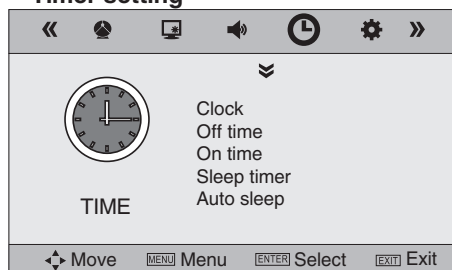 Timer setting
Clock
Off time
On time
Sleep timer
Auto sleep
TIME
Move MENU Menu ENTER Select EXIT Exit